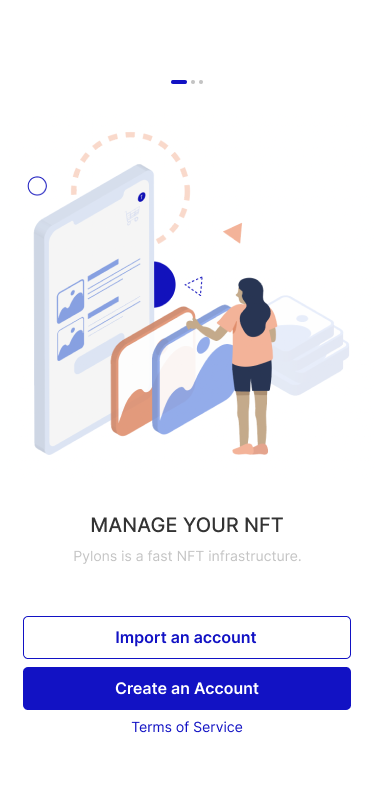 MANAGE YOUR NFT
Pylons is a fast NFT infrastructure.
Import an account
Create an Account
Terms of Service